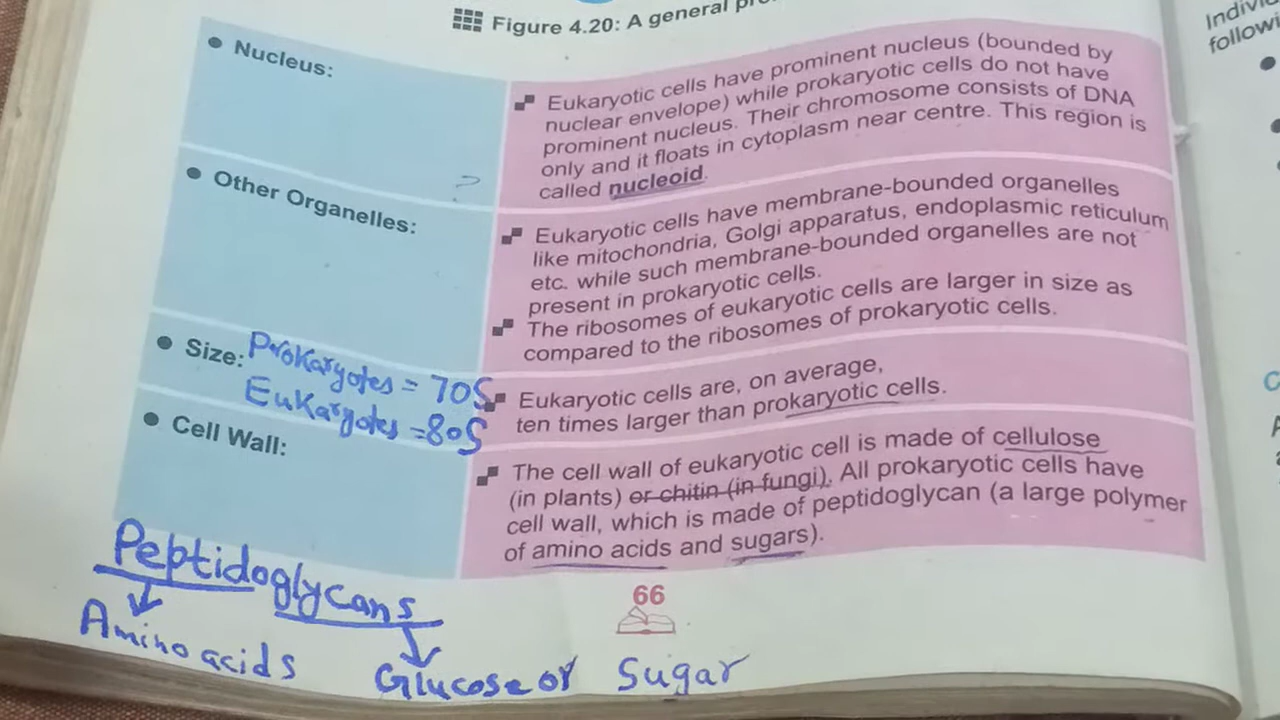 Figure 4.20: A general
● Nucleus:
Eukaryotic cells have prominent nucleus (bounded by
nuclear envelope) while prokaryotic cells do not have
prominent nucleus. Their chromosome consists of DNA
only and it floats in cytoplasm near centre. This region is
called nucleoid.
● Other Organelles:
Eukaryotic cells have membrane-bounded organelles
like mitochondria, Golgi apparatus, endoplasmic reticulum
etc. while such membrane-bounded organelles are not
present in prokaryotic cells.
The ribosomes of eukaryotic cells are larger in size as
compared to the ribosomes of prokaryotic cells.
● Size:
Prokaryotes = 70S
Eukaryotes = 80S
Eukaryotic cells are, on average,
ten times larger than prokaryotic cells.
● Cell Wall:
The cell wall of eukaryotic cell is made of cellulose
(in plants) or chitin (in fungi). All prokaryotic cells have
cell wall, which is made of peptidoglycan (a large polymer
of amino acids and sugars).
Peptidoglycans
Amino acids
Glucose or Sugar
66